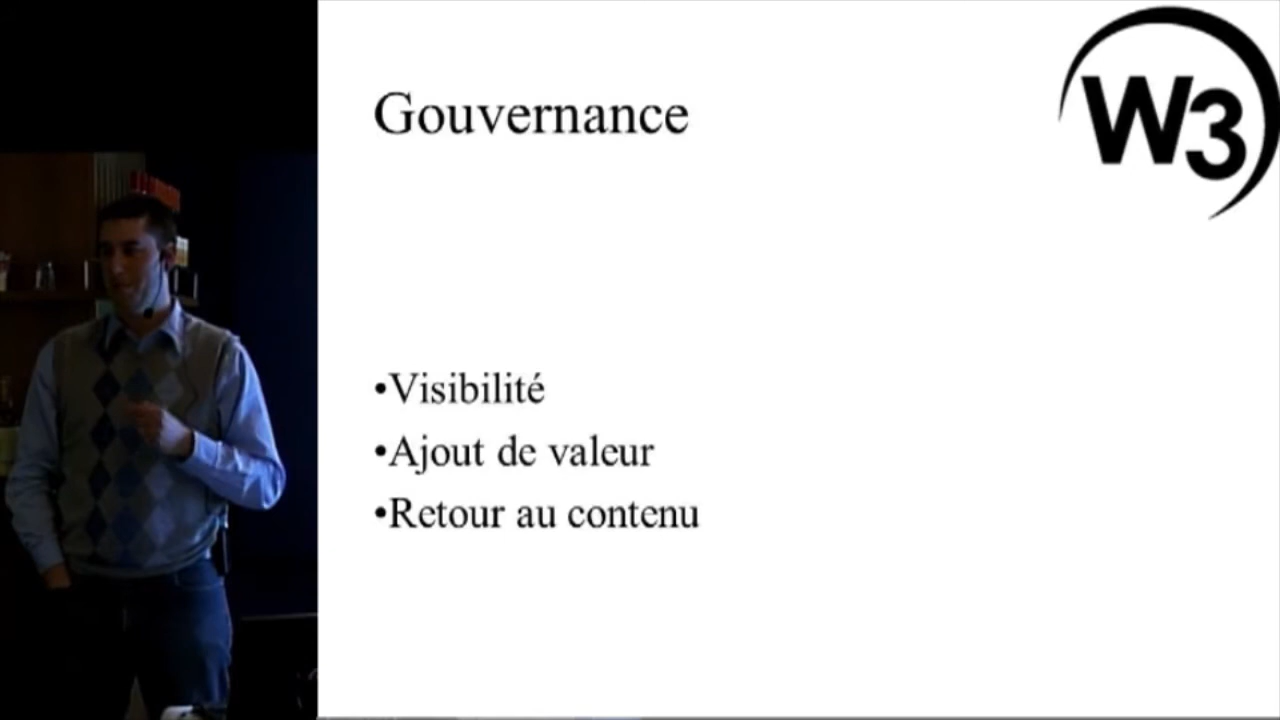 Gouvernance
W3
•Visibilité
•Ajout de valeur
•Retour au contenu